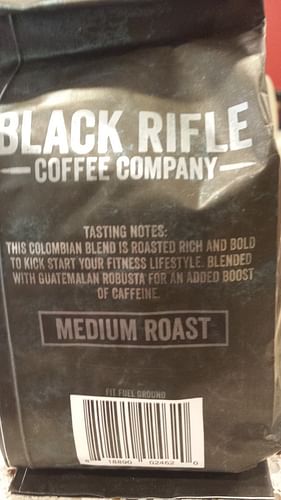 BLACK RIFLE
COFFEE COMPANY
TASTING NOTES:
THIS COLOMBIAN BLEND IS ROASTED RICH AND BOLD
TO KICK START YOUR FITNESS LIFESTYLE. BLENDED
WITH GUATEMALAN ROBUSTA FOR AN ADDED BOOST
OF CAFFEINE.
MEDIUM ROAST
FIT FUEL GROUND